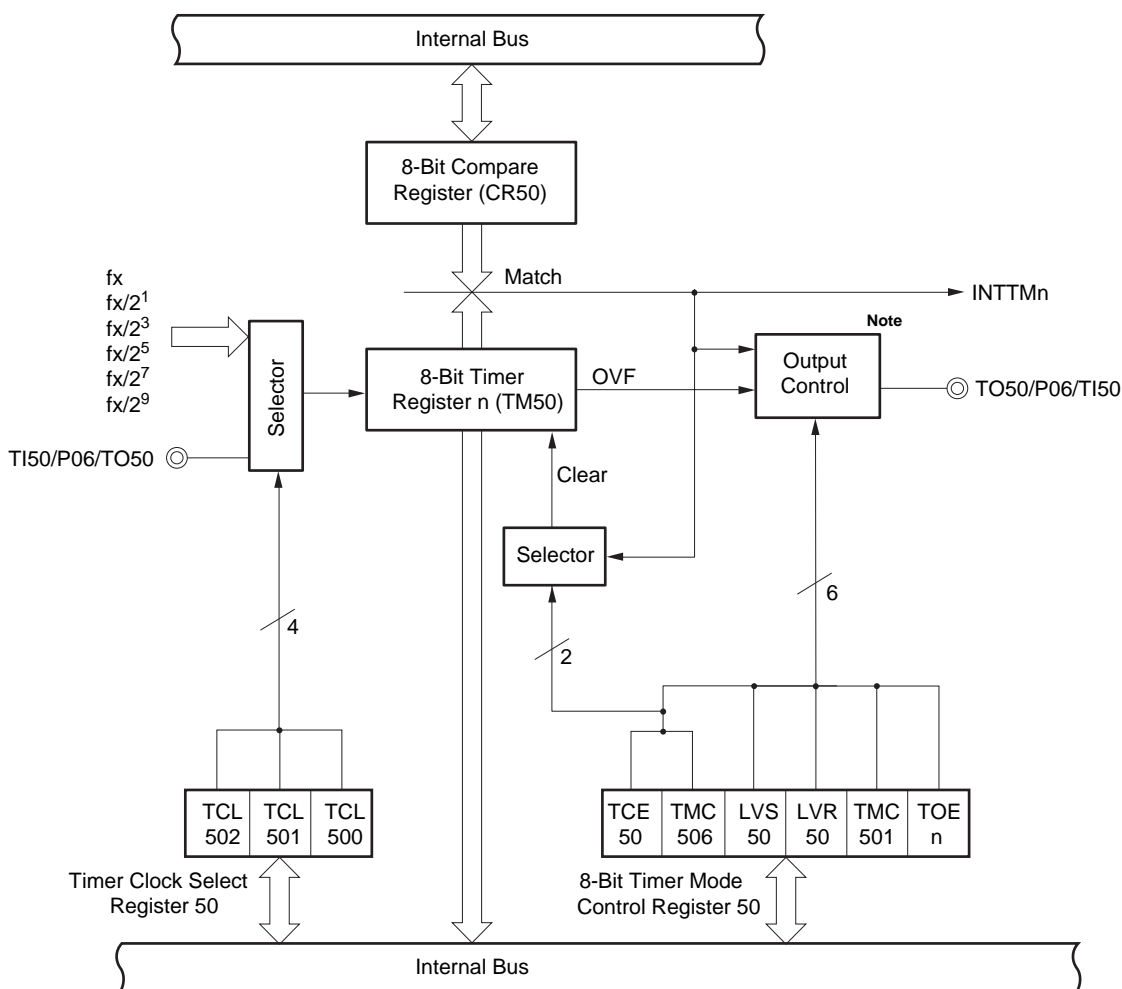 Internal Bus
8-Bit Compare
Register (CR50)
Match
INTTMn
fx
fx/2¹
fx/2³
fx/2⁵
fx/2⁷
fx/2⁹
Selector
8-Bit Timer
Register n (TM50)
OVF
Note
Output
Control
TO50/P06/TI50
TI50/P06/TO50
Clear
Selector
4
2
6
TCL
502
TCL
501
TCL
500
TCE
50
TMC
506
LVS
50
LVR
50
TMC
501
TOE
n
Timer Clock Select
Register 50
8-Bit Timer Mode
Control Register 50
Internal Bus